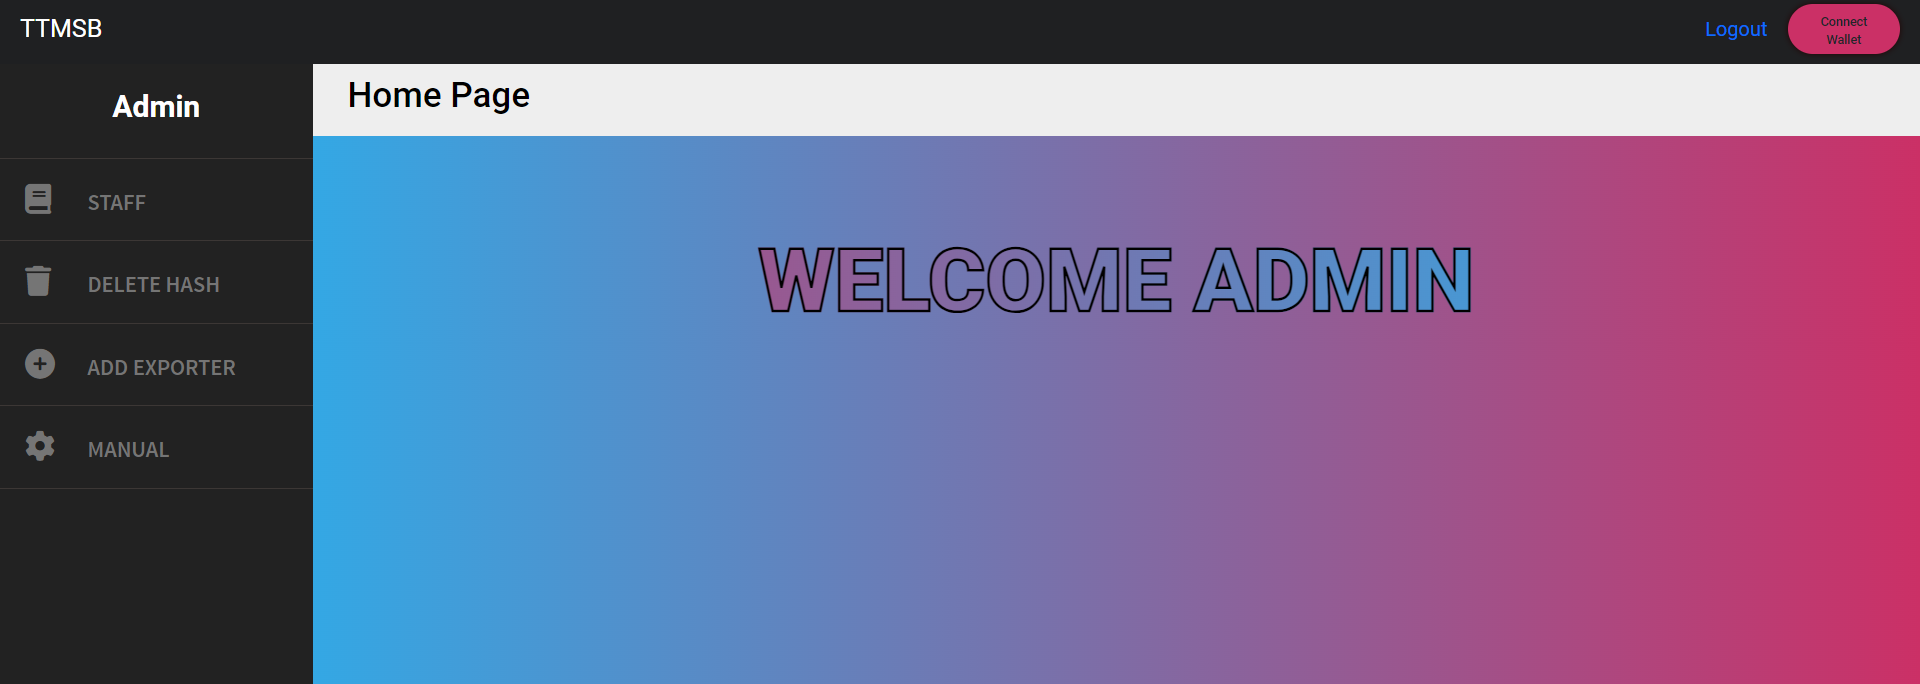 TTMSB
Logout
Connect
Wallet
Admin
STAFF
DELETE HASH
ADD EXPORTER
MANUAL
Home Page
WELCOME ADMIN